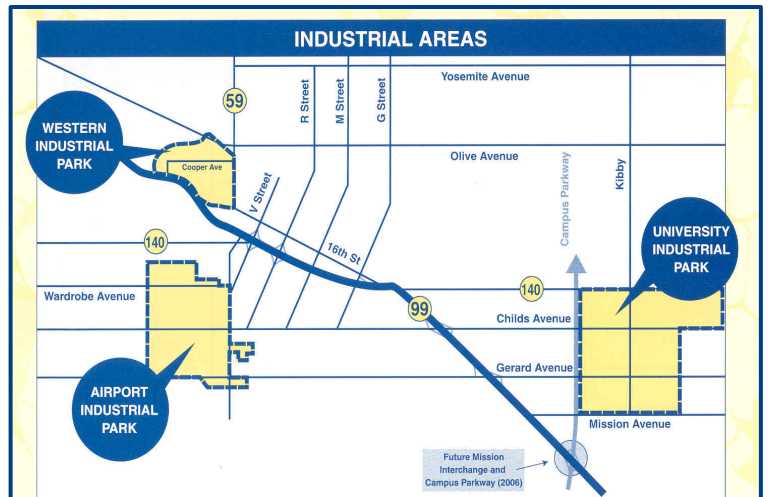 INDUSTRIAL AREAS
Yosemite Avenue
59
R Street
M Street
G Street
WESTERN
INDUSTRIAL
PARK
Olive Avenue
Cooper Ave
Kibby
V Street
Campus Parkway
UNIVERSITY
INDUSTRIAL
PARK
140
16th St
140
Wardrobe Avenue
99
Childs Avenue
Gerard Avenue
AIRPORT
INDUSTRIAL
PARK
Mission Avenue
Future Mission
Interchange and
Campus Parkway (2006)